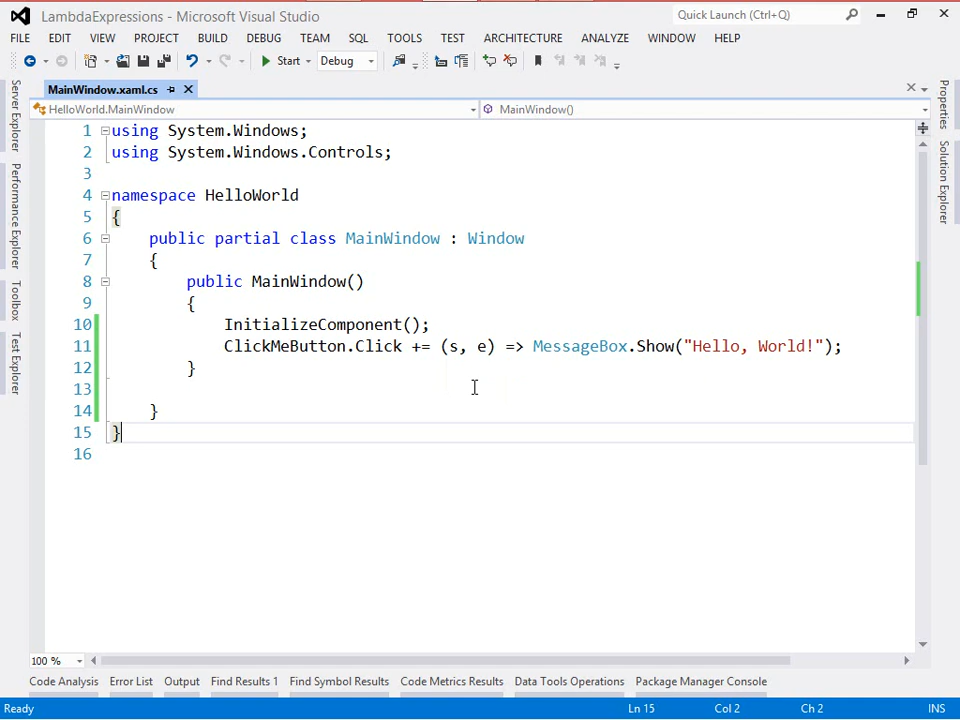 LambdaExpressions - Microsoft Visual Studio
Quick Launch (Ctrl+Q)
FILE EDIT VIEW PROJECT BUILD DEBUG TEAM SQL TOOLS TEST ARCHITECTURE ANALYZE WINDOW HELP
Start Debug
MainWindow.xaml.cs
HelloWorld.MainWindow MainWindow()
Server Explorer
Performance Explorer
Toolbox
Test Explorer
1 using System.Windows;
2 using System.Windows.Controls;
3
4 namespace HelloWorld
5 {
6 public partial class MainWindow : Window
7 {
8 public MainWindow()
9 {
10 InitializeComponent();
11 ClickMeButton.Click += (s, e) => MessageBox.Show("Hello, World!");
12 }
13
14 }
15 }
16
Properties
Solution Explorer
100 %
Code Analysis Error List Output Find Results 1 Find Symbol Results Code Metrics Results Data Tools Operations Package Manager Console
Ready Ln 15 Col 2 Ch 2 INS